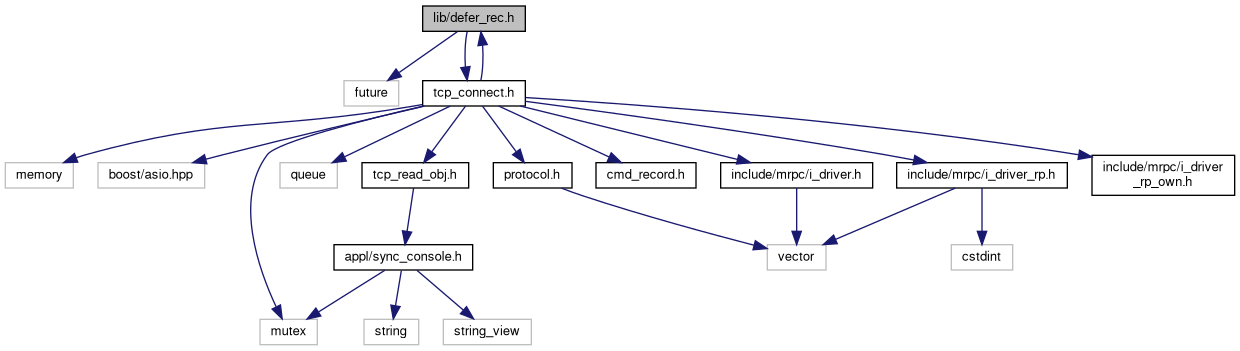 lib/defer_rec.h
future
tcp_connect.h
memory
boost/asio.hpp
queue
tcp_read_obj.h
protocol.h
cmd_record.h
include/mrpc/i_driver.h
include/mrpc/i_driver_rp.h
include/mrpc/i_driver
_rp_own.h
appl/sync_console.h
vector
cstdint
mutex
string
string_view